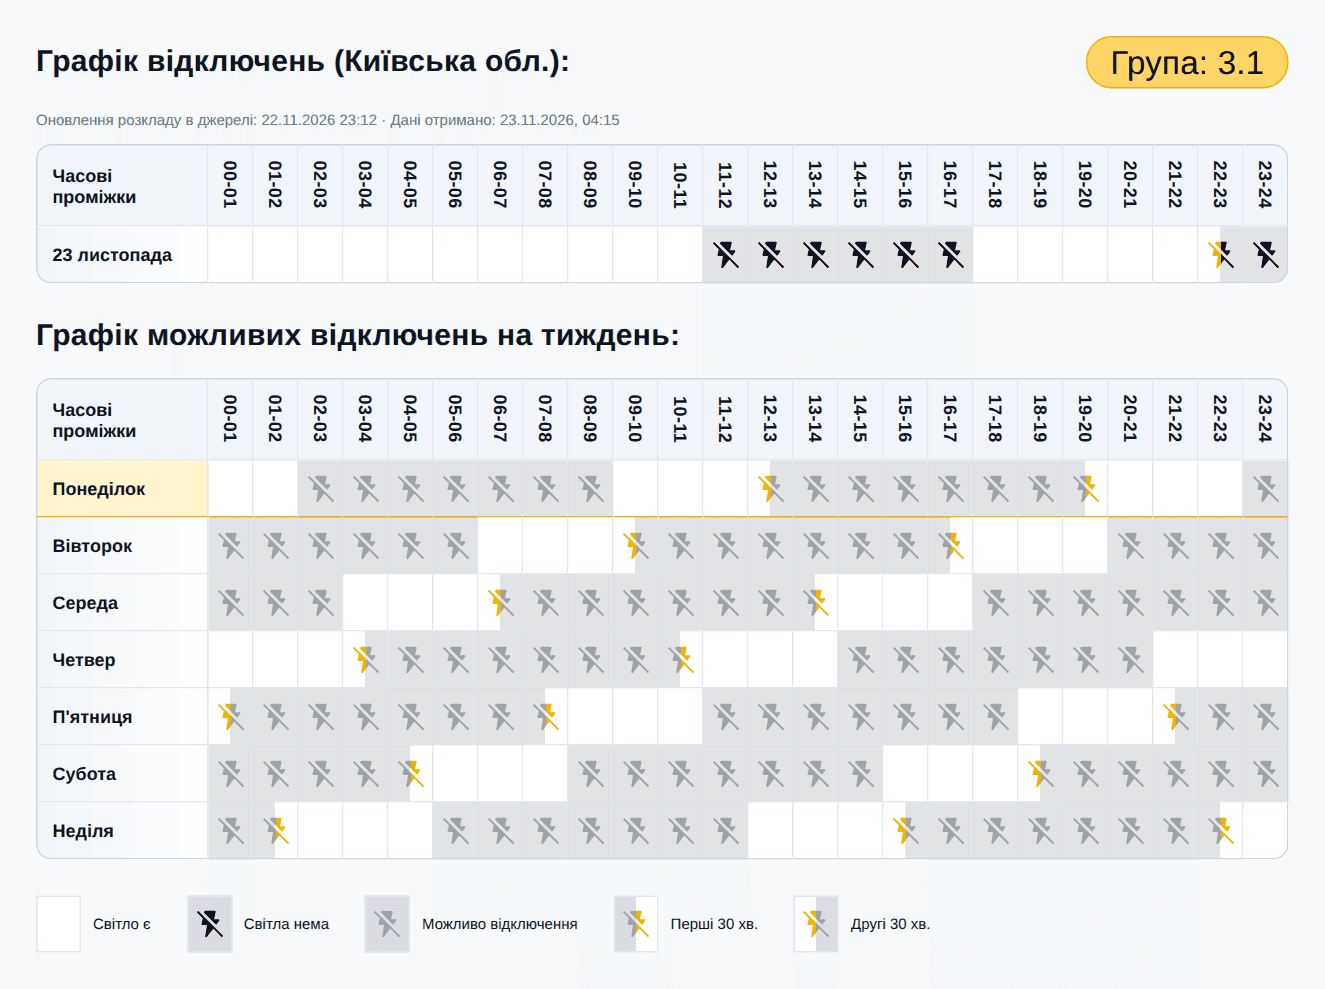 Графік відключень (Київська обл.):
Група: 3.1
Оновлення розкладу в джерелі: 22.11.2026 23:12 · Дані отримано: 23.11.2026, 04:15
Часові проміжки 00-01 01-02 02-03 03-04 04-05 05-06 06-07 07-08 08-09 09-10 10-11 11-12 12-13 13-14 14-15 15-16 16-17 17-18 18-19 19-20 20-21 21-22 22-23 23-24
23 листопада
Графік можливих відключень на тиждень:
Часові проміжки 00-01 01-02 02-03 03-04 04-05 05-06 06-07 07-08 08-09 09-10 10-11 11-12 12-13 13-14 14-15 15-16 16-17 17-18 18-19 19-20 20-21 21-22 22-23 23-24
Понеділок
Вівторок
Середа
Четвер
П'ятниця
Субота
Неділя
Світло є Світла нема Можливо відключення Перші 30 хв. Другі 30 хв.